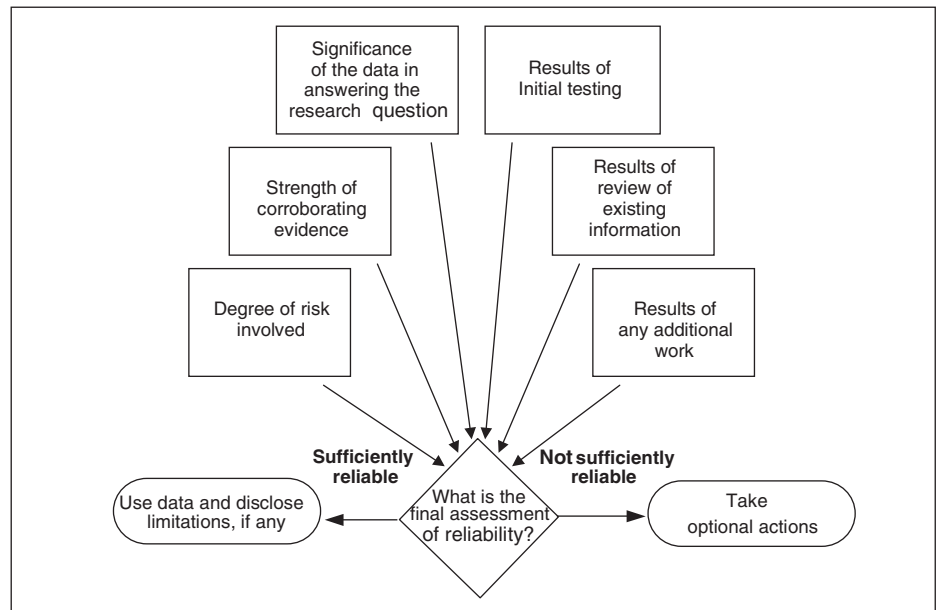 Significance
of the data in
answering the
research question
Results of
Initial testing
Strength of
corroborating
evidence
Results of
review of
existing
information
Degree of risk
involved
Results of
any additional
work
Sufficiently
reliable
Not sufficiently
reliable
Use data and disclose
limitations, if any
What is the
final assessment
of reliability?
Take
optional actions